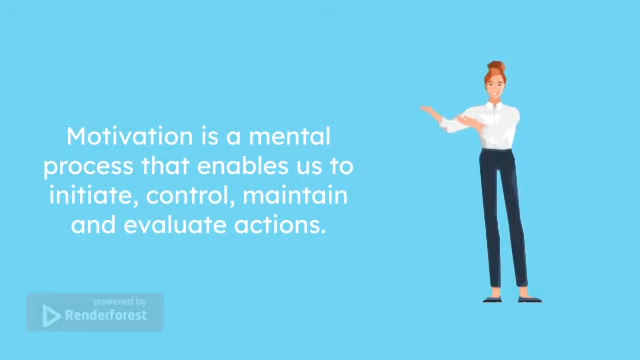 Motivation is a mental
process that enables us to
initiate, control, maintain
and evaluate actions.
powered by
Renderforest